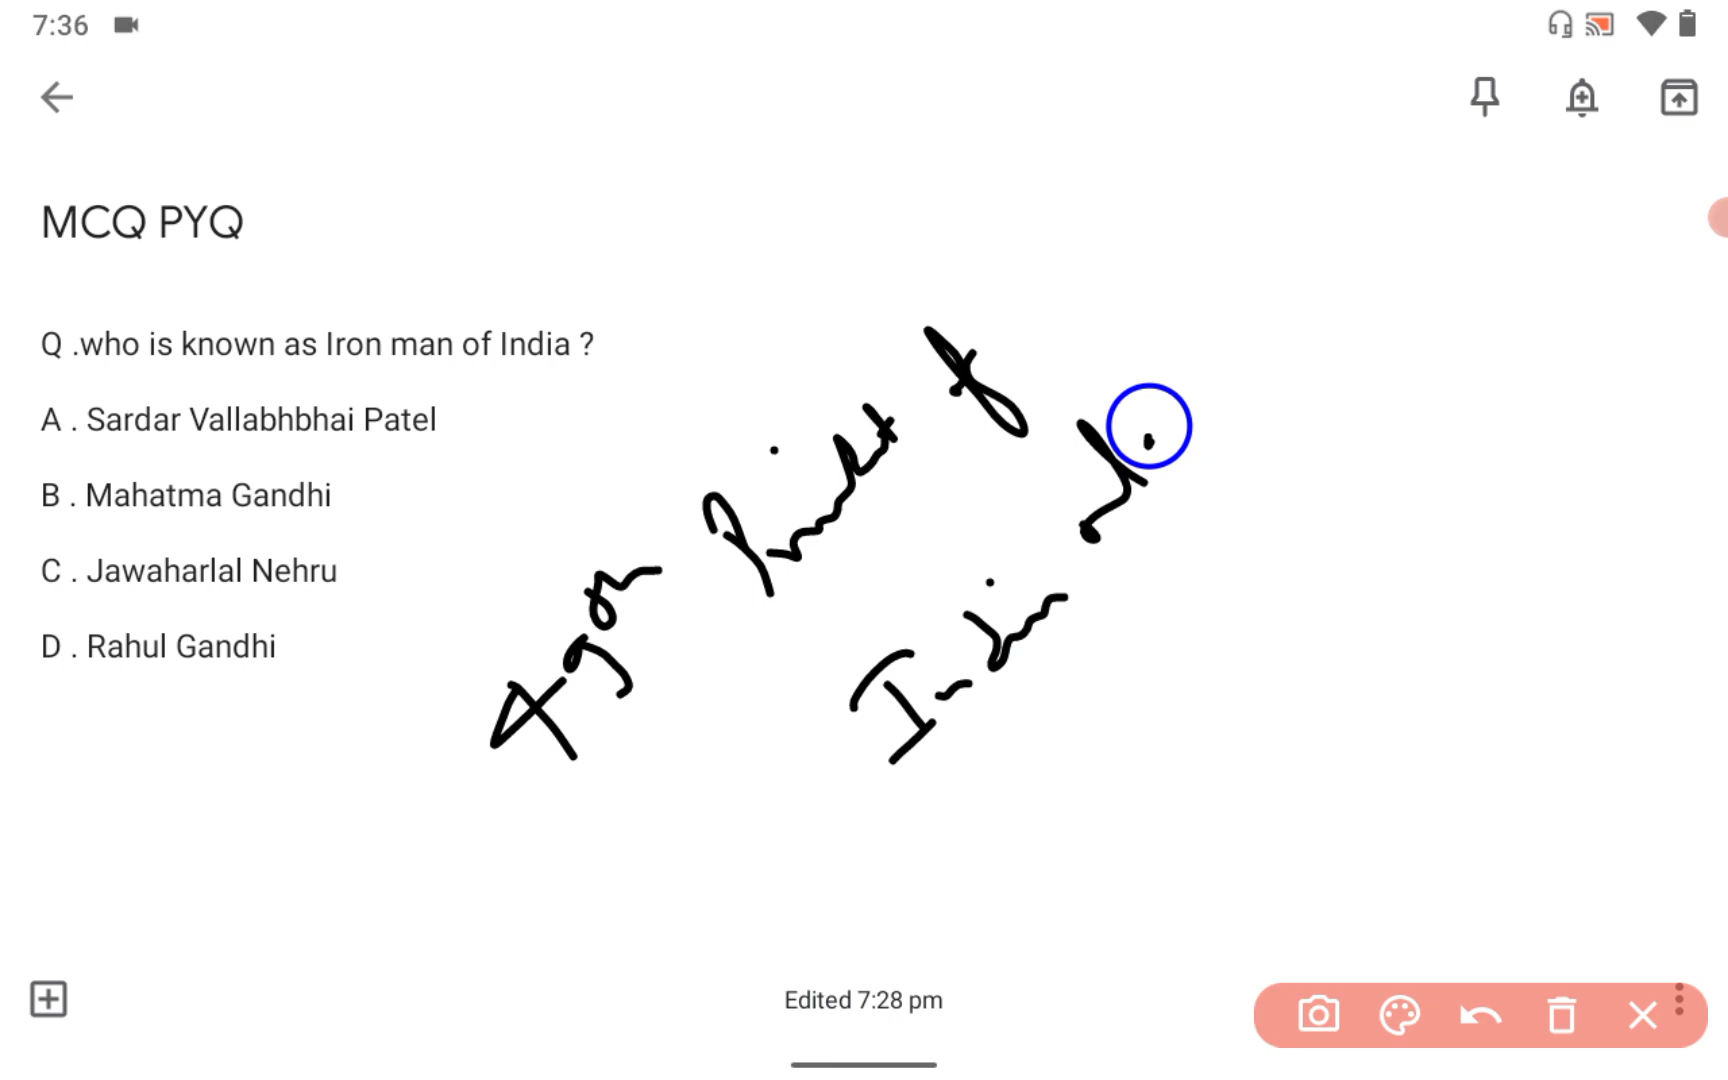 7:36
MCQ PYQ
Q .who is known as Iron man of India ?
A . Sardar Vallabhbhai Patel
B . Mahatma Gandhi
C . Jawaharlal Nehru
D . Rahul Gandhi
of
Edited 7:28 pm